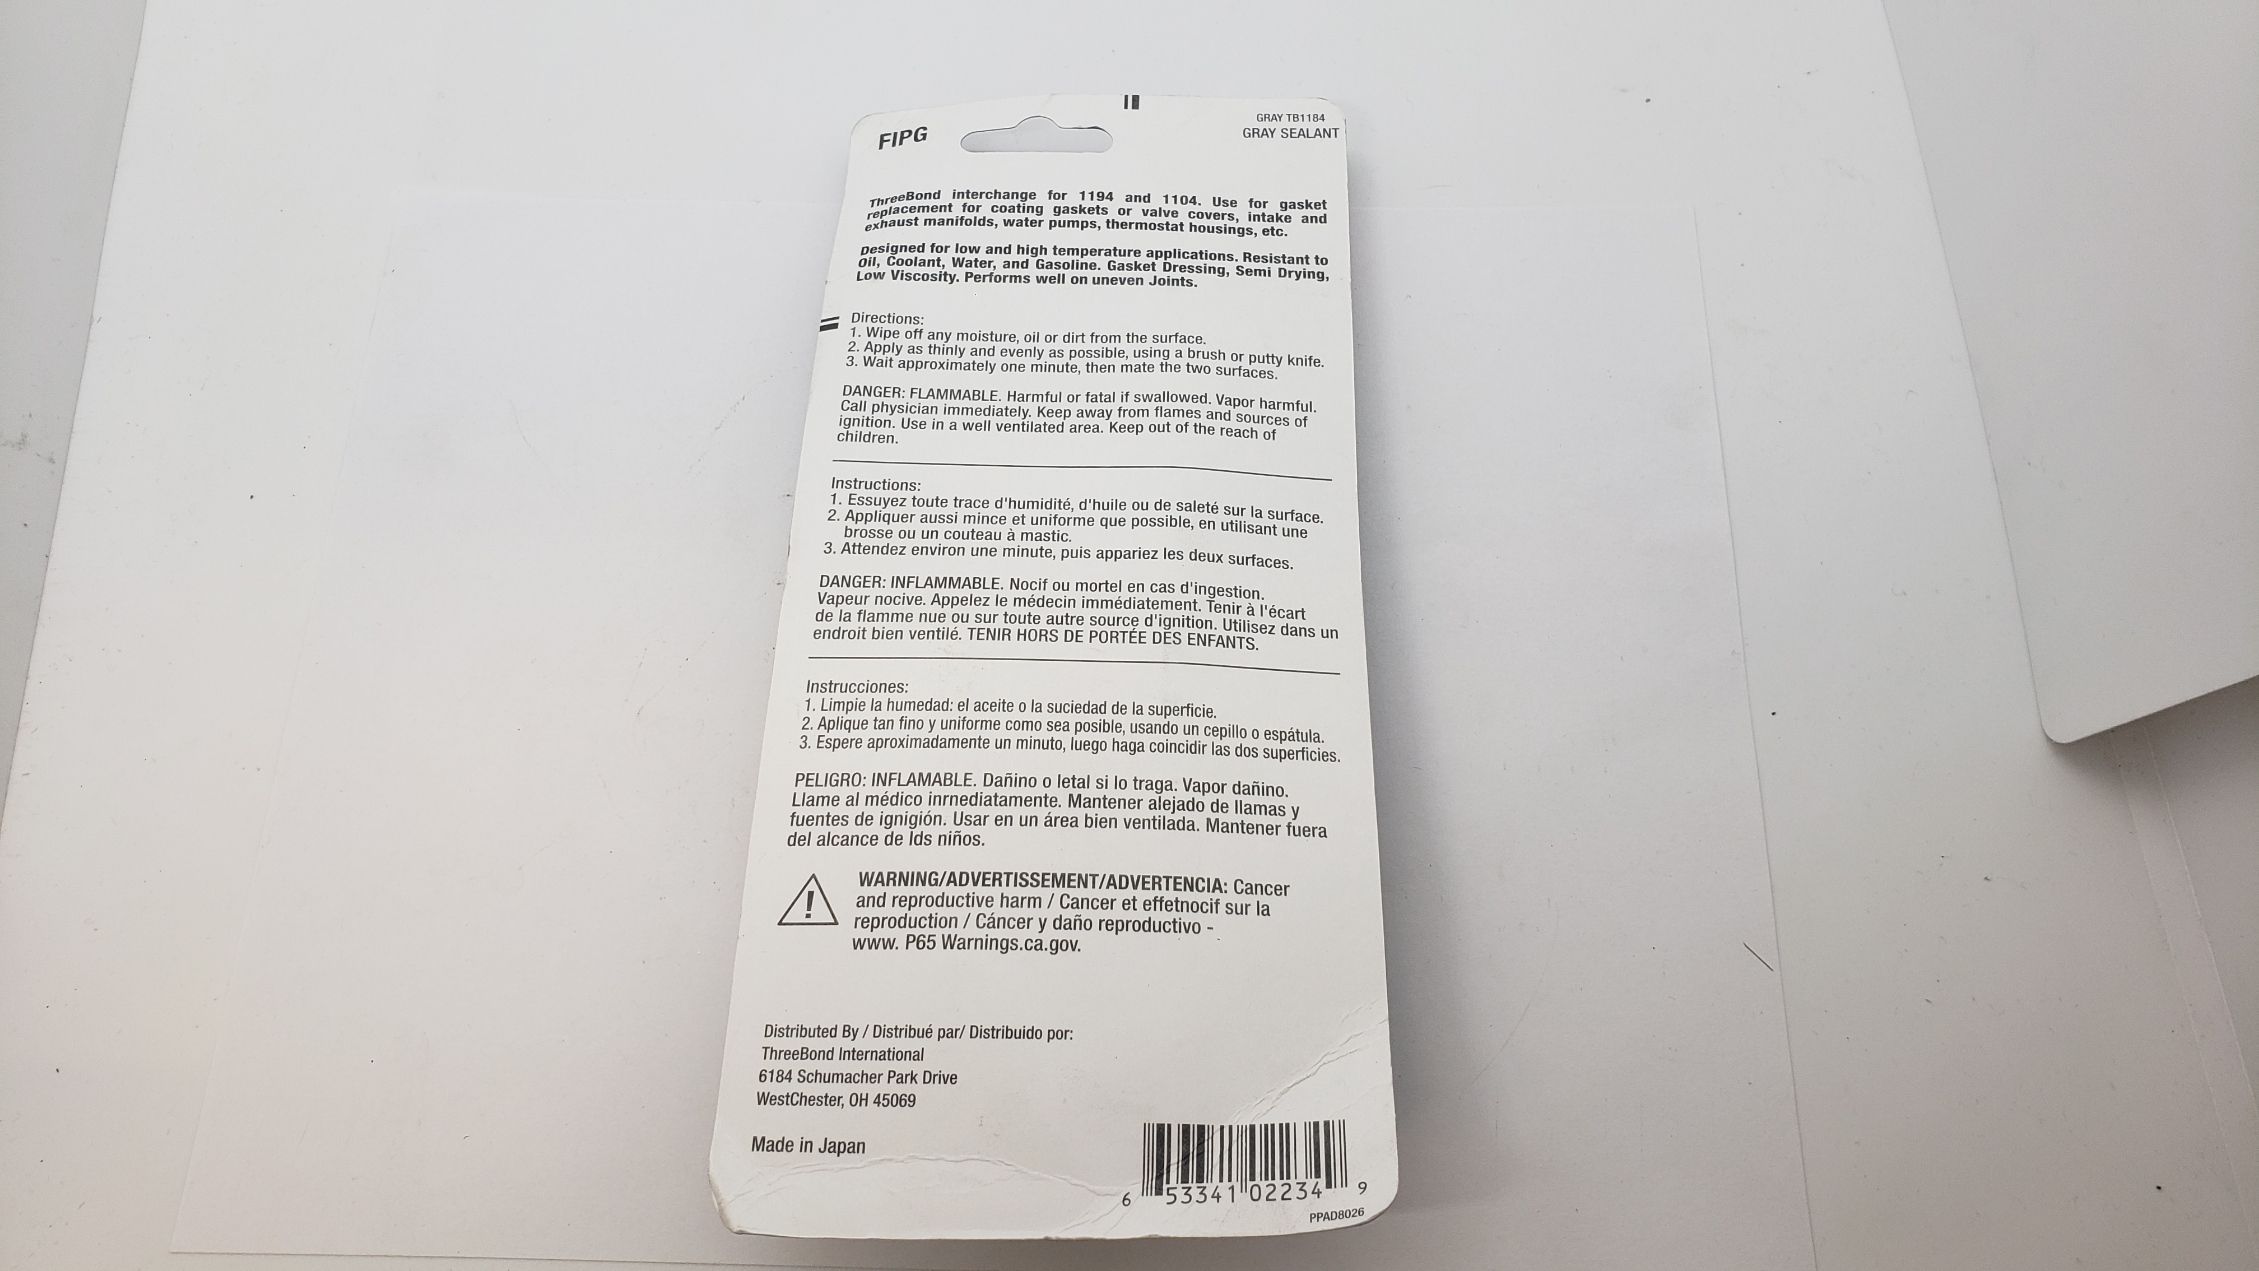 FIPG
GRAY TB1184
GRAY SEALANT
ThreeBond interchange for 1194 and 1104. Use for gasket
replacement for coating gaskets or valve covers, intake and
exhaust manifolds, water pumps, thermostat housings, etc.
Designed for low and high temperature applications. Resistant to
Oil, Coolant, Water, and Gasoline. Gasket Dressing, Semi Drying,
Low Viscosity. Performs well on uneven Joints.
Directions:
1. Wipe off any moisture, oil or dirt from the surface.
2. Apply as thinly and evenly as possible, using a brush or putty knife.
3. Wait approximately one minute, then mate the two surfaces.
DANGER: FLAMMABLE. Harmful or fatal if swallowed. Vapor harmful.
Call physician immediately. Keep away from flames and sources of
ignition. Use in a well ventilated area. Keep out of the reach of
children.
Instructions:
1. Essuyez toute trace d'humidité, d'huile ou de saleté sur la surface.
2. Appliquer aussi mince et uniforme que possible, en utilisant une
brosse ou un couteau à mastic.
3. Attendez environ une minute, puis appariez les deux surfaces.
DANGER: INFLAMMABLE. Nocif ou mortel en cas d'ingestion.
Vapeur nocive. Appelez le médecin immédiatement. Tenir à l'écart
de la flamme nue ou sur toute autre source d'ignition. Utilisez dans un
endroit bien ventilé. TENIR HORS DE PORTÉE DES ENFANTS.
Instrucciones:
1. Limpie la humedad: el aceite o la suciedad de la superficie.
2. Aplique tan fino y uniforme como sea posible, usando un cepillo o espátula.
3. Espere aproximadamente un minuto, luego haga coincidir las dos superficies.
PELIGRO: INFLAMABLE. Dañino o letal si lo traga. Vapor dañino.
Llame al médico inrnediatamente. Mantener alejado de llamas y
fuentes de ignigión. Usar en un área bien ventilada. Mantener fuera
del alcance de lds niños.
WARNING/ADVERTISSEMENT/ADVERTENCIA: Cancer
and reproductive harm / Cancer et effetnocif sur la
reproduction / Cáncer y daño reproductivo -
www. P65 Warnings.ca.gov.
Distributed By / Distribué par/ Distribuido por:
ThreeBond International
6184 Schumacher Park Drive
WestChester, OH 45069
Made in Japan
6 53341 02234 9
PPAD8026